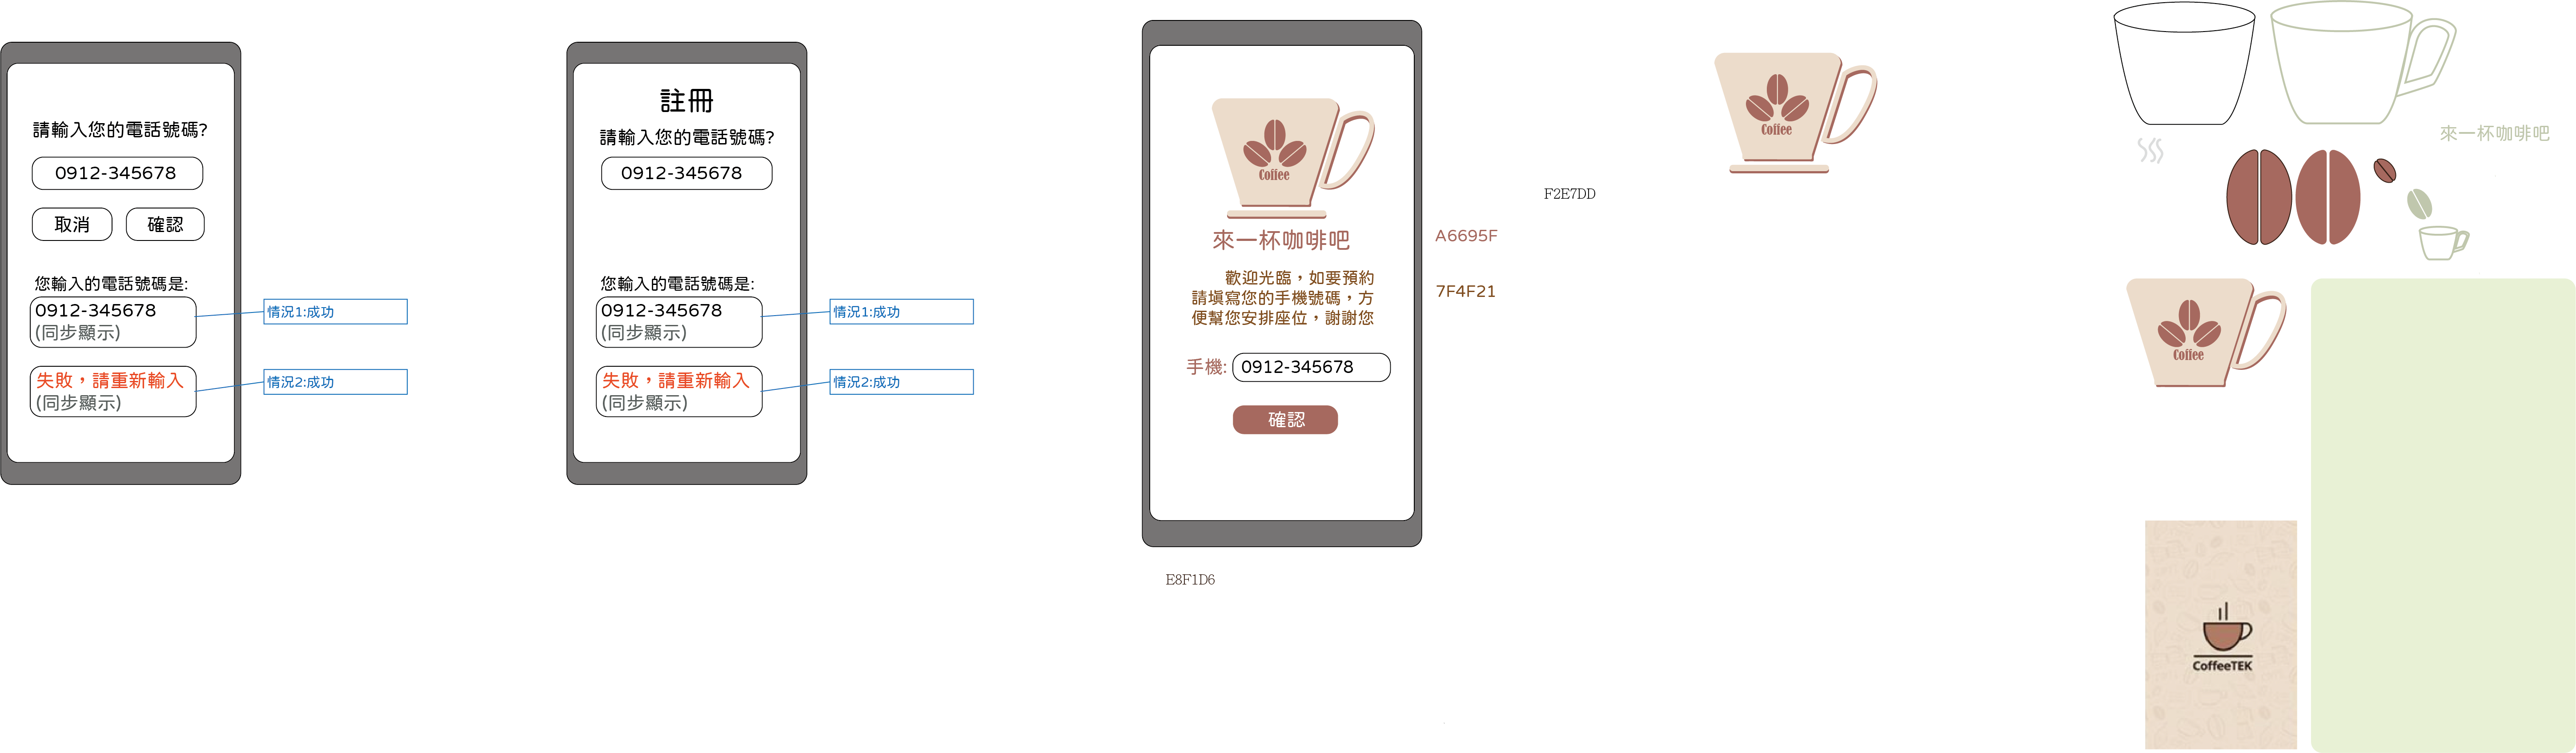 請輸入您的電話號碼?
0912-345678
取消
確認
您輸入的電話號碼是:
0912-345678
(同步顯示)
情況1:成功
失敗，請重新輸入
(同步顯示)
情況2:成功
註冊
請輸入您的電話號碼?
0912-345678
您輸入的電話號碼是:
0912-345678
(同步顯示)
情況1:成功
失敗，請重新輸入
(同步顯示)
情況2:成功
Coffee
來一杯咖啡吧
歡迎光臨，如要預約
請填寫您的手機號碼，方
便幫您安排座位，謝謝您
手機:
0912-345678
確認
A6695F
7F4F21
E8F1D6
F2E7DD
Coffee
來一杯咖啡吧
Coffee
CoffeeTEK